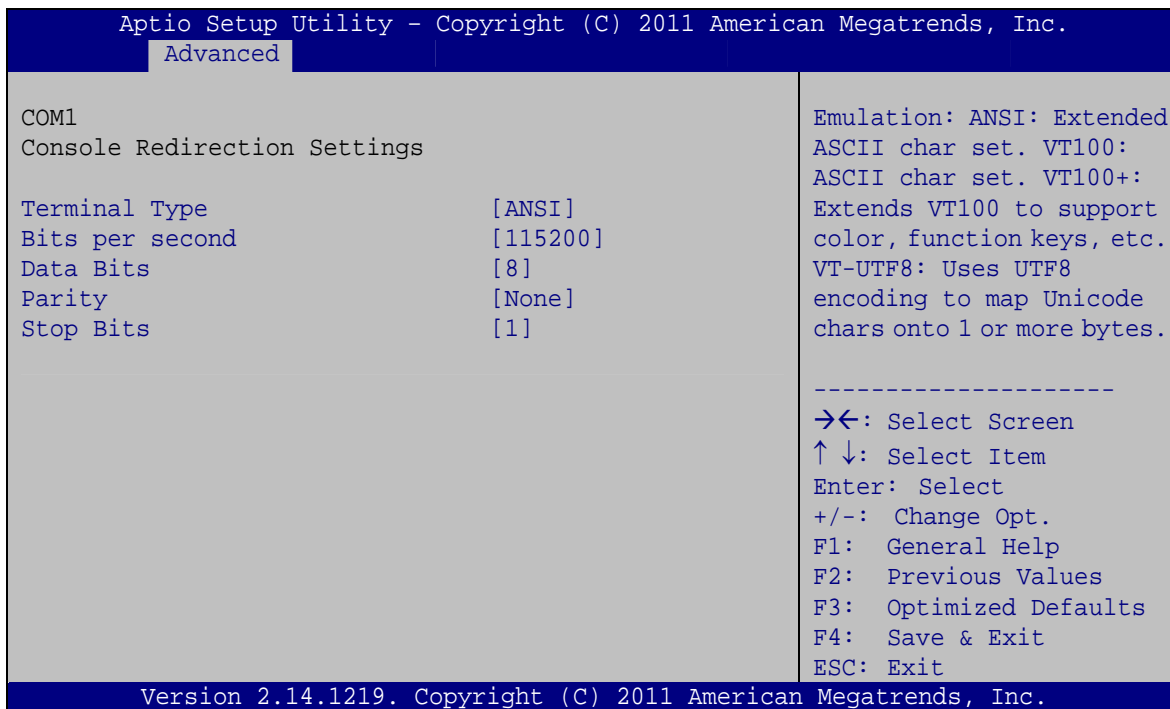 Aptio Setup Utility – Copyright (C) 2011 American Megatrends, Inc.
Advanced
COM1
Console Redirection Settings
Terminal Type [ANSI]
Bits per second [115200]
Data Bits [8]
Parity [None]
Stop Bits [1]
Emulation: ANSI: Extended
ASCII char set. VT100:
ASCII char set. VT100+:
Extends VT100 to support
color, function keys, etc.
VT-UTF8: Uses UTF8
encoding to map Unicode
chars onto 1 or more bytes.
---------------------
→←: Select Screen
↑ ↓: Select Item
Enter: Select
+/-: Change Opt.
F1: General Help
F2: Previous Values
F3: Optimized Defaults
F4: Save & Exit
ESC: Exit
Version 2.14.1219. Copyright (C) 2011 American Megatrends, Inc.